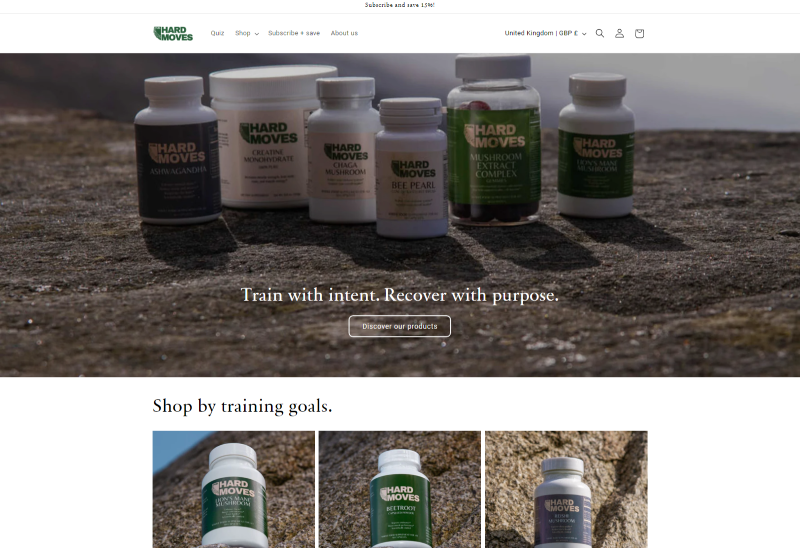 Subscribe and save 15%!
HARD
MOVES
Quiz
Shop
Subscribe + save
About us
United Kingdom | GBP £
HARD
MOVES
ASHWAGANDHA
HARD
MOVES
CREATINE
MONOHYDRATE
HARD
MOVES
CHAGA
MUSHROOM
HARD
MOVES
BEE PEARL
HARD
MOVES
MUSHROOM
EXTRACT
COMPLEX
HARD
MOVES
LION'S MANE
MUSHROOM
Train with intent. Recover with purpose.
Discover our products
Shop by training goals.
HARD
MOVES
LION'S MANE
MUSHROOM
HARD
MOVES
BEETROOT
HARD
MOVES
MUSHROOM